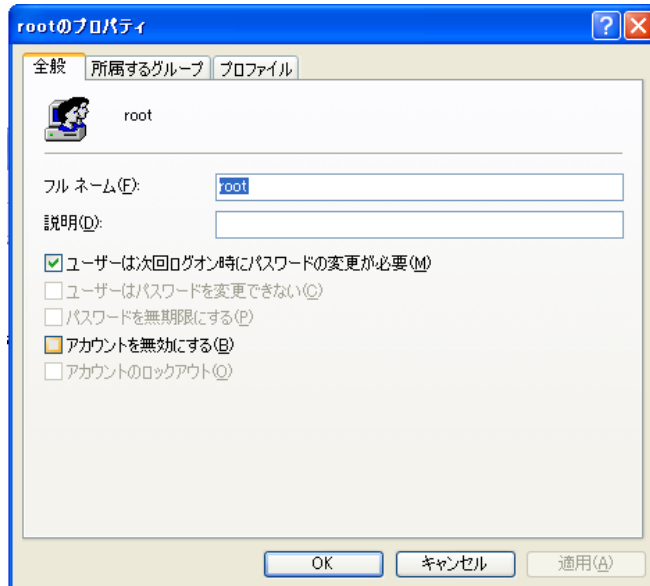 rootのプロパティ
全般 所属するグループ プロファイル
root
フル ネーム(F): root
説明(D):
ユーザーは次回ログオン時にパスワードの変更が必要(M)
ユーザーはパスワードを変更できない(C)
パスワードを無期限にする(P)
アカウントを無効にする(B)
アカウントのロックアウト(O)
OK キャンセル 適用(A)